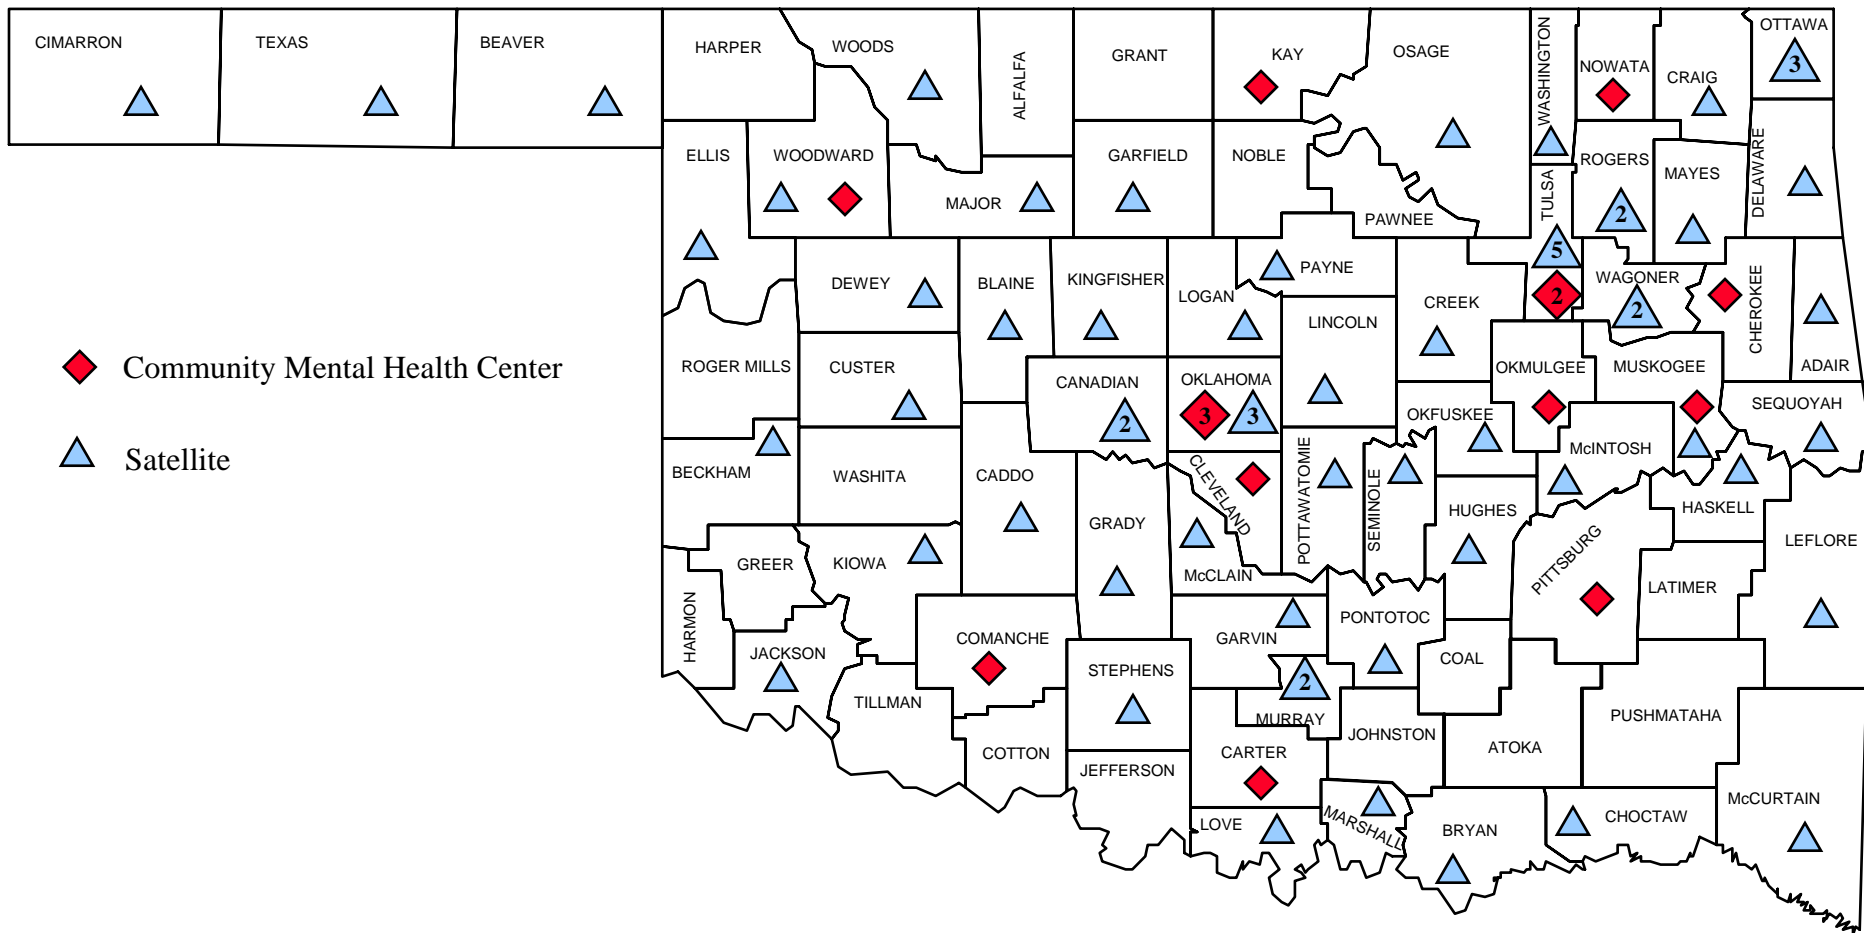 CIMARRON
TEXAS
BEAVER
HARPER
WOODS
ALFALFA
GRANT
KAY
OSAGE
WASHINGTON
NOWATA
CRAIG
OTTAWA
3
ELLIS
WOODWARD
MAJOR
GARFIELD
NOBLE
PAWNEE
TULSA
5
2
ROGERS
2
MAYES
DELAWARE
DEWEY
BLAINE
KINGFISHER
LOGAN
PAYNE
LINCOLN
CREEK
WAGONER
2
CHEROKEE
ADAIR
Community Mental Health Center
Satellite
ROGER MILLS
CUSTER
CANADIAN
2
OKLAHOMA
3
3
OKFUSKEE
OKMULGEE
MUSKOGEE
SEQUOYAH
BECKHAM
WASHITA
CADDO
GRADY
CLEVELAND
McCLAIN
POTTAWATOMIE
SEMINOLE
HUGHES
McINTOSH
HASKELL
PITTSBURG
LATIMER
LEFLORE
HARMON
GREER
KIOWA
JACKSON
TILLMAN
COMANCHE
COTTON
STEPHENS
JEFFERSON
GARVIN
2
MURRAY
PONTOTOC
COAL
CARTER
JOHNSTON
ATOKA
PUSHMATAHA
LOVE
MARSHALL
BRYAN
CHOCTAW
McCURTAIN